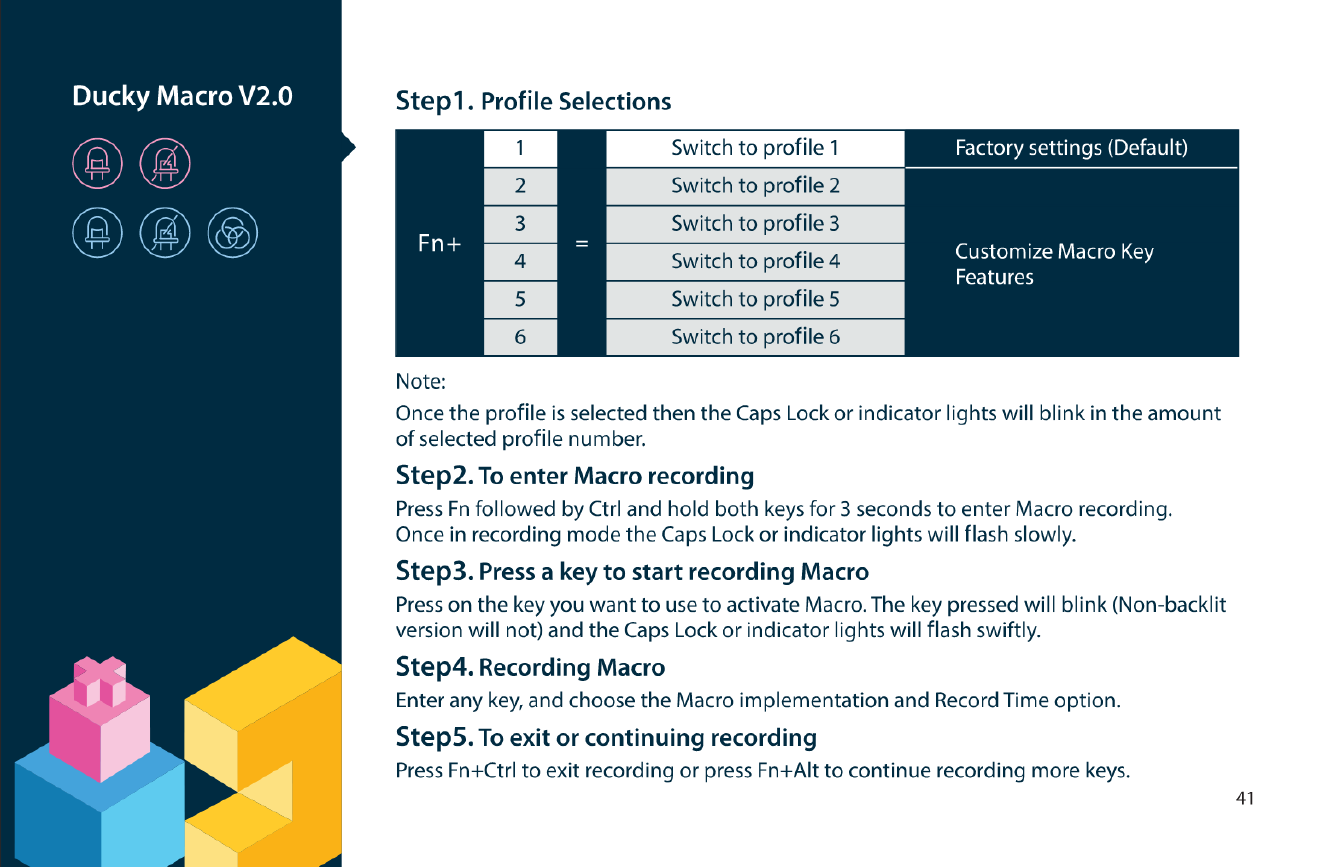 Ducky Macro V2.0
Step1. Profile Selections
Fn+
1
=
Switch to profile 1
Factory settings (Default)
2
Switch to profile 2
3
Switch to profile 3
4
Switch to profile 4
5
Switch to profile 5
6
Switch to profile 6
Customize Macro Key
Features
Note:
Once the profile is selected then the Caps Lock or indicator lights will blink in the amount
of selected profile number.
Step2. To enter Macro recording
Press Fn followed by Ctrl and hold both keys for 3 seconds to enter Macro recording.
Once in recording mode the Caps Lock or indicator lights will flash slowly.
Step3. Press a key to start recording Macro
Press on the key you want to use to activate Macro. The key pressed will blink (Non-backlit
version will not) and the Caps Lock or indicator lights will flash swiftly.
Step4. Recording Macro
Enter any key, and choose the Macro implementation and Record Time option.
Step5. To exit or continuing recording
Press Fn+Ctrl to exit recording or press Fn+Alt to continue recording more keys.
41